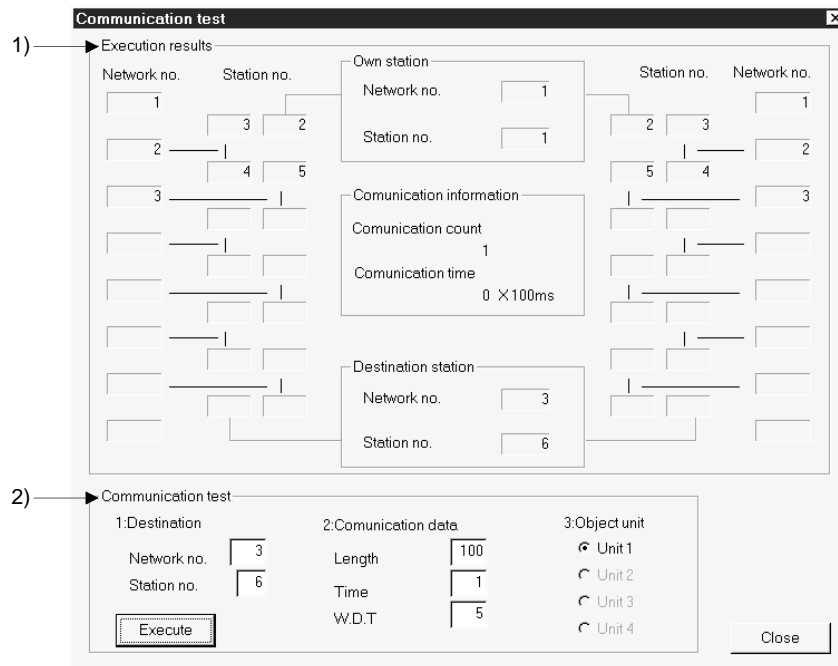 Communication test
1) Execution results
Network no. Station no. Own station Station no. Network no.
1 Network no. 1 1
3 2 2 3
2 Station no. 1 2
4 5 5 4
3 Comunication information 3
Comunication count
1
Comunication time
0 ×100ms
Destination station
Network no. 3
Station no. 6
2) Communication test
1:Destination 2:Comunication data 3:Object unit
Network no. 3 Length 100 Unit 1
Station no. 6 Time 1 Unit 2
W.D.T 5 Unit 3
Execute Unit 4
Close